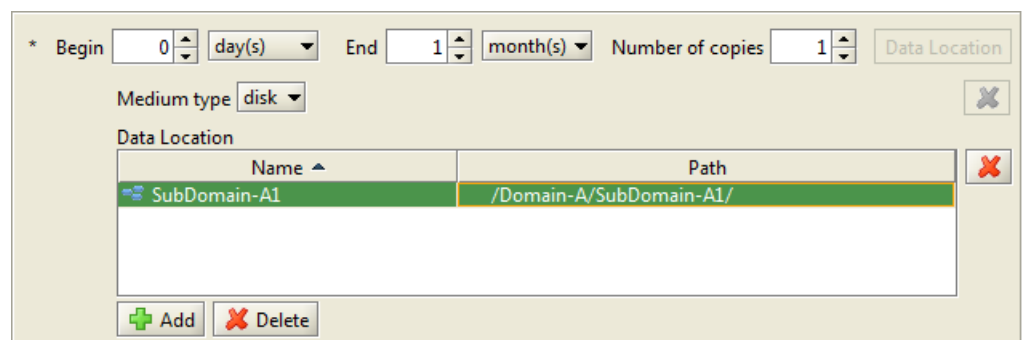 * Begin 0 day(s) End 1 month(s) Number of copies 1 Data Location
Medium type disk
Data Location
Name Path
SubDomain-A1 /Domain-A/SubDomain-A1/
Add Delete